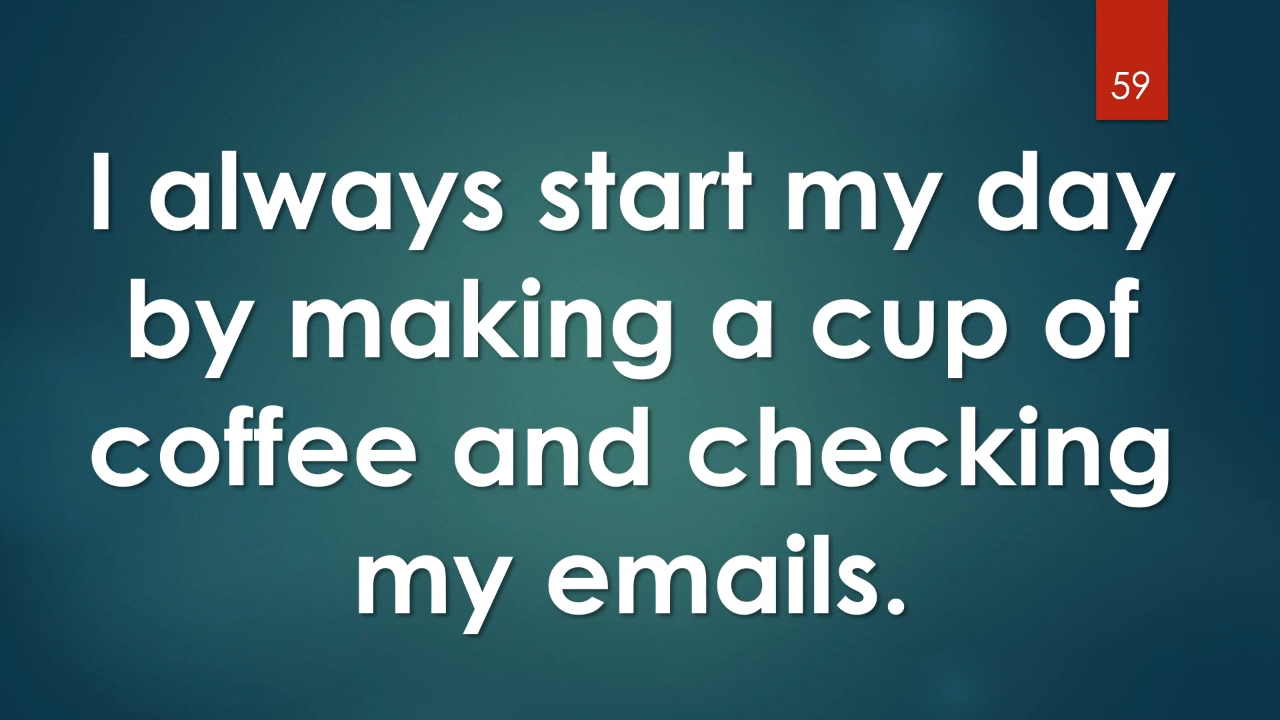 59
I always start my day
by making a cup of
coffee and checking
my emails.